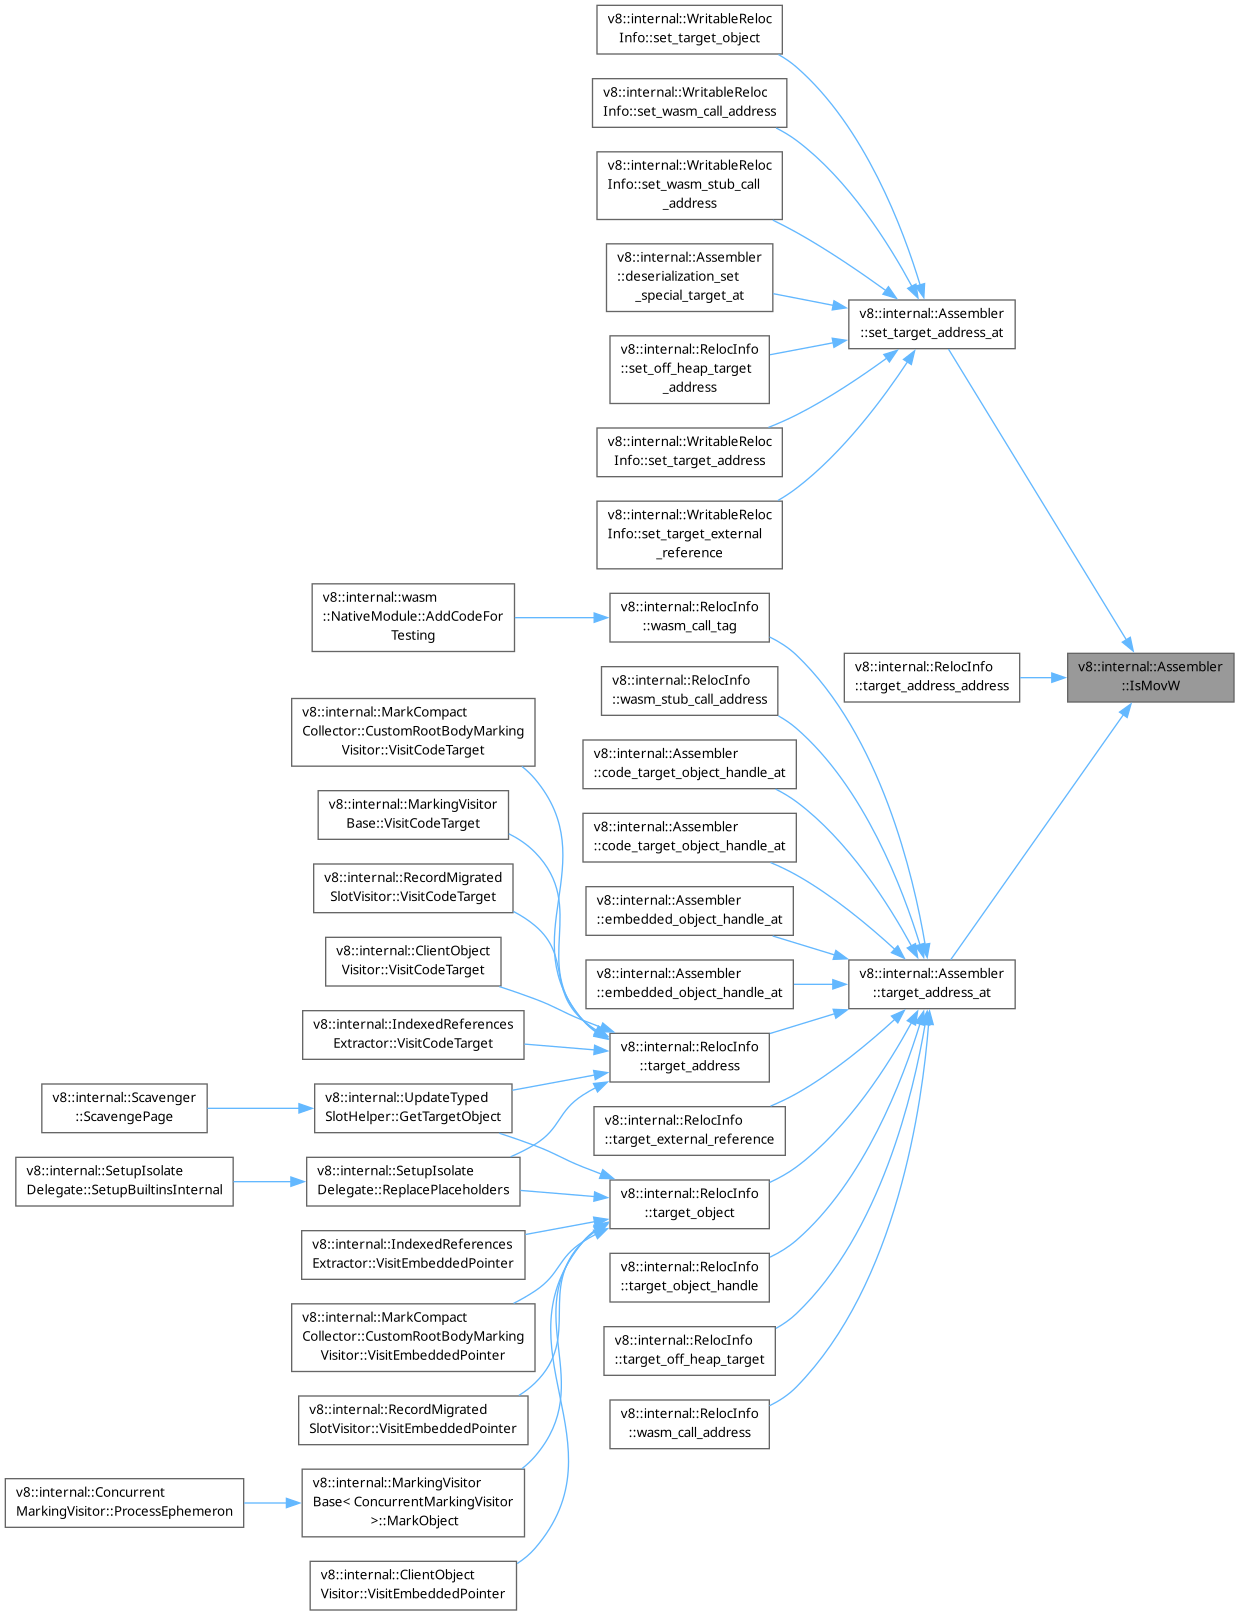 v8::internal::WritableReloc
Info::set_target_object
v8::internal::WritableReloc
Info::set_wasm_call_address
v8::internal::WritableReloc
Info::set_wasm_stub_call
_address
v8::internal::Assembler
::deserialization_set
_special_target_at
v8::internal::Assembler
::set_target_address_at
v8::internal::RelocInfo
::set_off_heap_target
_address
v8::internal::WritableReloc
Info::set_target_address
v8::internal::WritableReloc
Info::set_target_external
_reference
v8::internal::wasm
::NativeModule::AddCodeFor
Testing
v8::internal::RelocInfo
::wasm_call_tag
v8::internal::RelocInfo
::target_address_address
v8::internal::Assembler
::IsMovW
v8::internal::RelocInfo
::wasm_stub_call_address
v8::internal::MarkCompact
Collector::CustomRootBodyMarking
Visitor::VisitCodeTarget
v8::internal::Assembler
::code_target_object_handle_at
v8::internal::MarkingVisitor
Base::VisitCodeTarget
v8::internal::Assembler
::code_target_object_handle_at
v8::internal::RecordMigrated
SlotVisitor::VisitCodeTarget
v8::internal::Assembler
::embedded_object_handle_at
v8::internal::ClientObject
Visitor::VisitCodeTarget
v8::internal::Assembler
::embedded_object_handle_at
v8::internal::Assembler
::target_address_at
v8::internal::IndexedReferences
Extractor::VisitCodeTarget
v8::internal::RelocInfo
::target_address
v8::internal::Scavenger
::ScavengePage
v8::internal::UpdateTyped
SlotHelper::GetTargetObject
v8::internal::RelocInfo
::target_external_reference
v8::internal::SetupIsolate
Delegate::SetupBuiltinsInternal
v8::internal::SetupIsolate
Delegate::ReplacePlaceholders
v8::internal::RelocInfo
::target_object
v8::internal::IndexedReferences
Extractor::VisitEmbeddedPointer
v8::internal::RelocInfo
::target_object_handle
v8::internal::MarkCompact
Collector::CustomRootBodyMarking
Visitor::VisitEmbeddedPointer
v8::internal::RelocInfo
::target_off_heap_target
v8::internal::RecordMigrated
SlotVisitor::VisitEmbeddedPointer
v8::internal::RelocInfo
::wasm_call_address
v8::internal::Concurrent
MarkingVisitor::ProcessEphemeron
v8::internal::MarkingVisitor
Base< ConcurrentMarkingVisitor
>::MarkObject
v8::internal::ClientObject
Visitor::VisitEmbeddedPointer